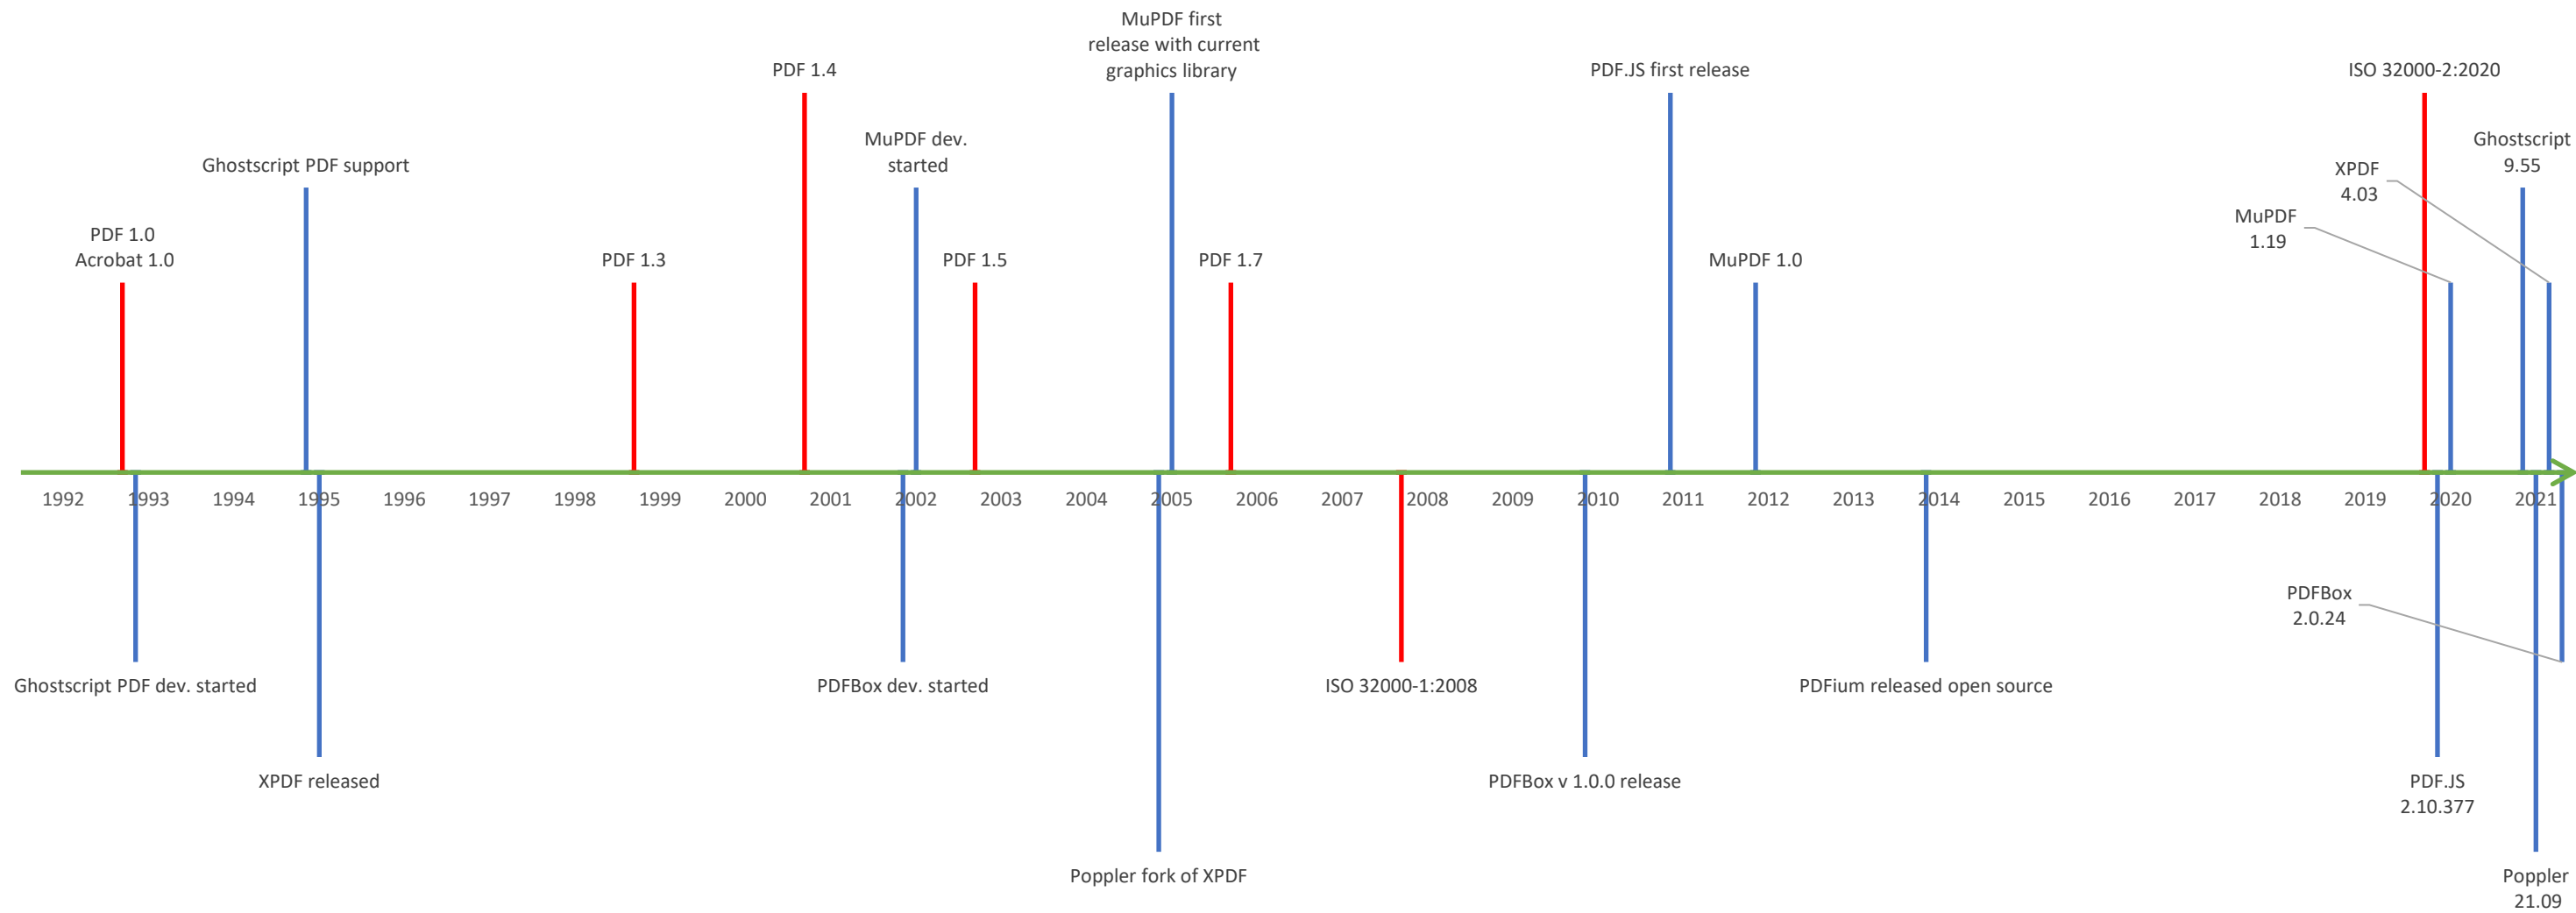 MuPDF first
release with current
graphics library
PDF 1.4
PDF.JS first release
ISO 32000-2:2020
MuPDF dev.
started
Ghostscript
9.55
Ghostscript PDF support
XPDF
4.03
MuPDF
1.19
PDF 1.0
Acrobat 1.0
PDF 1.3
PDF 1.5
PDF 1.7
MuPDF 1.0
1992 1993 1994 1995 1996 1997 1998 1999 2000 2001 2002 2003 2004 2005 2006 2007 2008 2009 2010 2011 2012 2013 2014 2015 2016 2017 2018 2019 2020 2021
PDFBox
2.0.24
Ghostscript PDF dev. started
PDFBox dev. started
ISO 32000-1:2008
PDFium released open source
XPDF released
PDFBox v 1.0.0 release
PDF.JS
2.10.377
Poppler fork of XPDF
Poppler
21.09